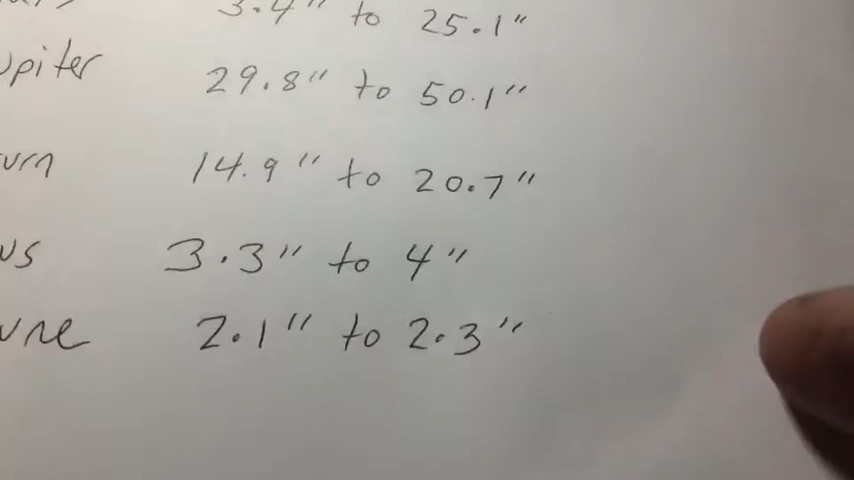 3.4" to 25.1"
upiter 29.8" to 50.1"
urn 14.9" to 20.7"
us 3.3" to 4"
une 2.1" to 2.3"